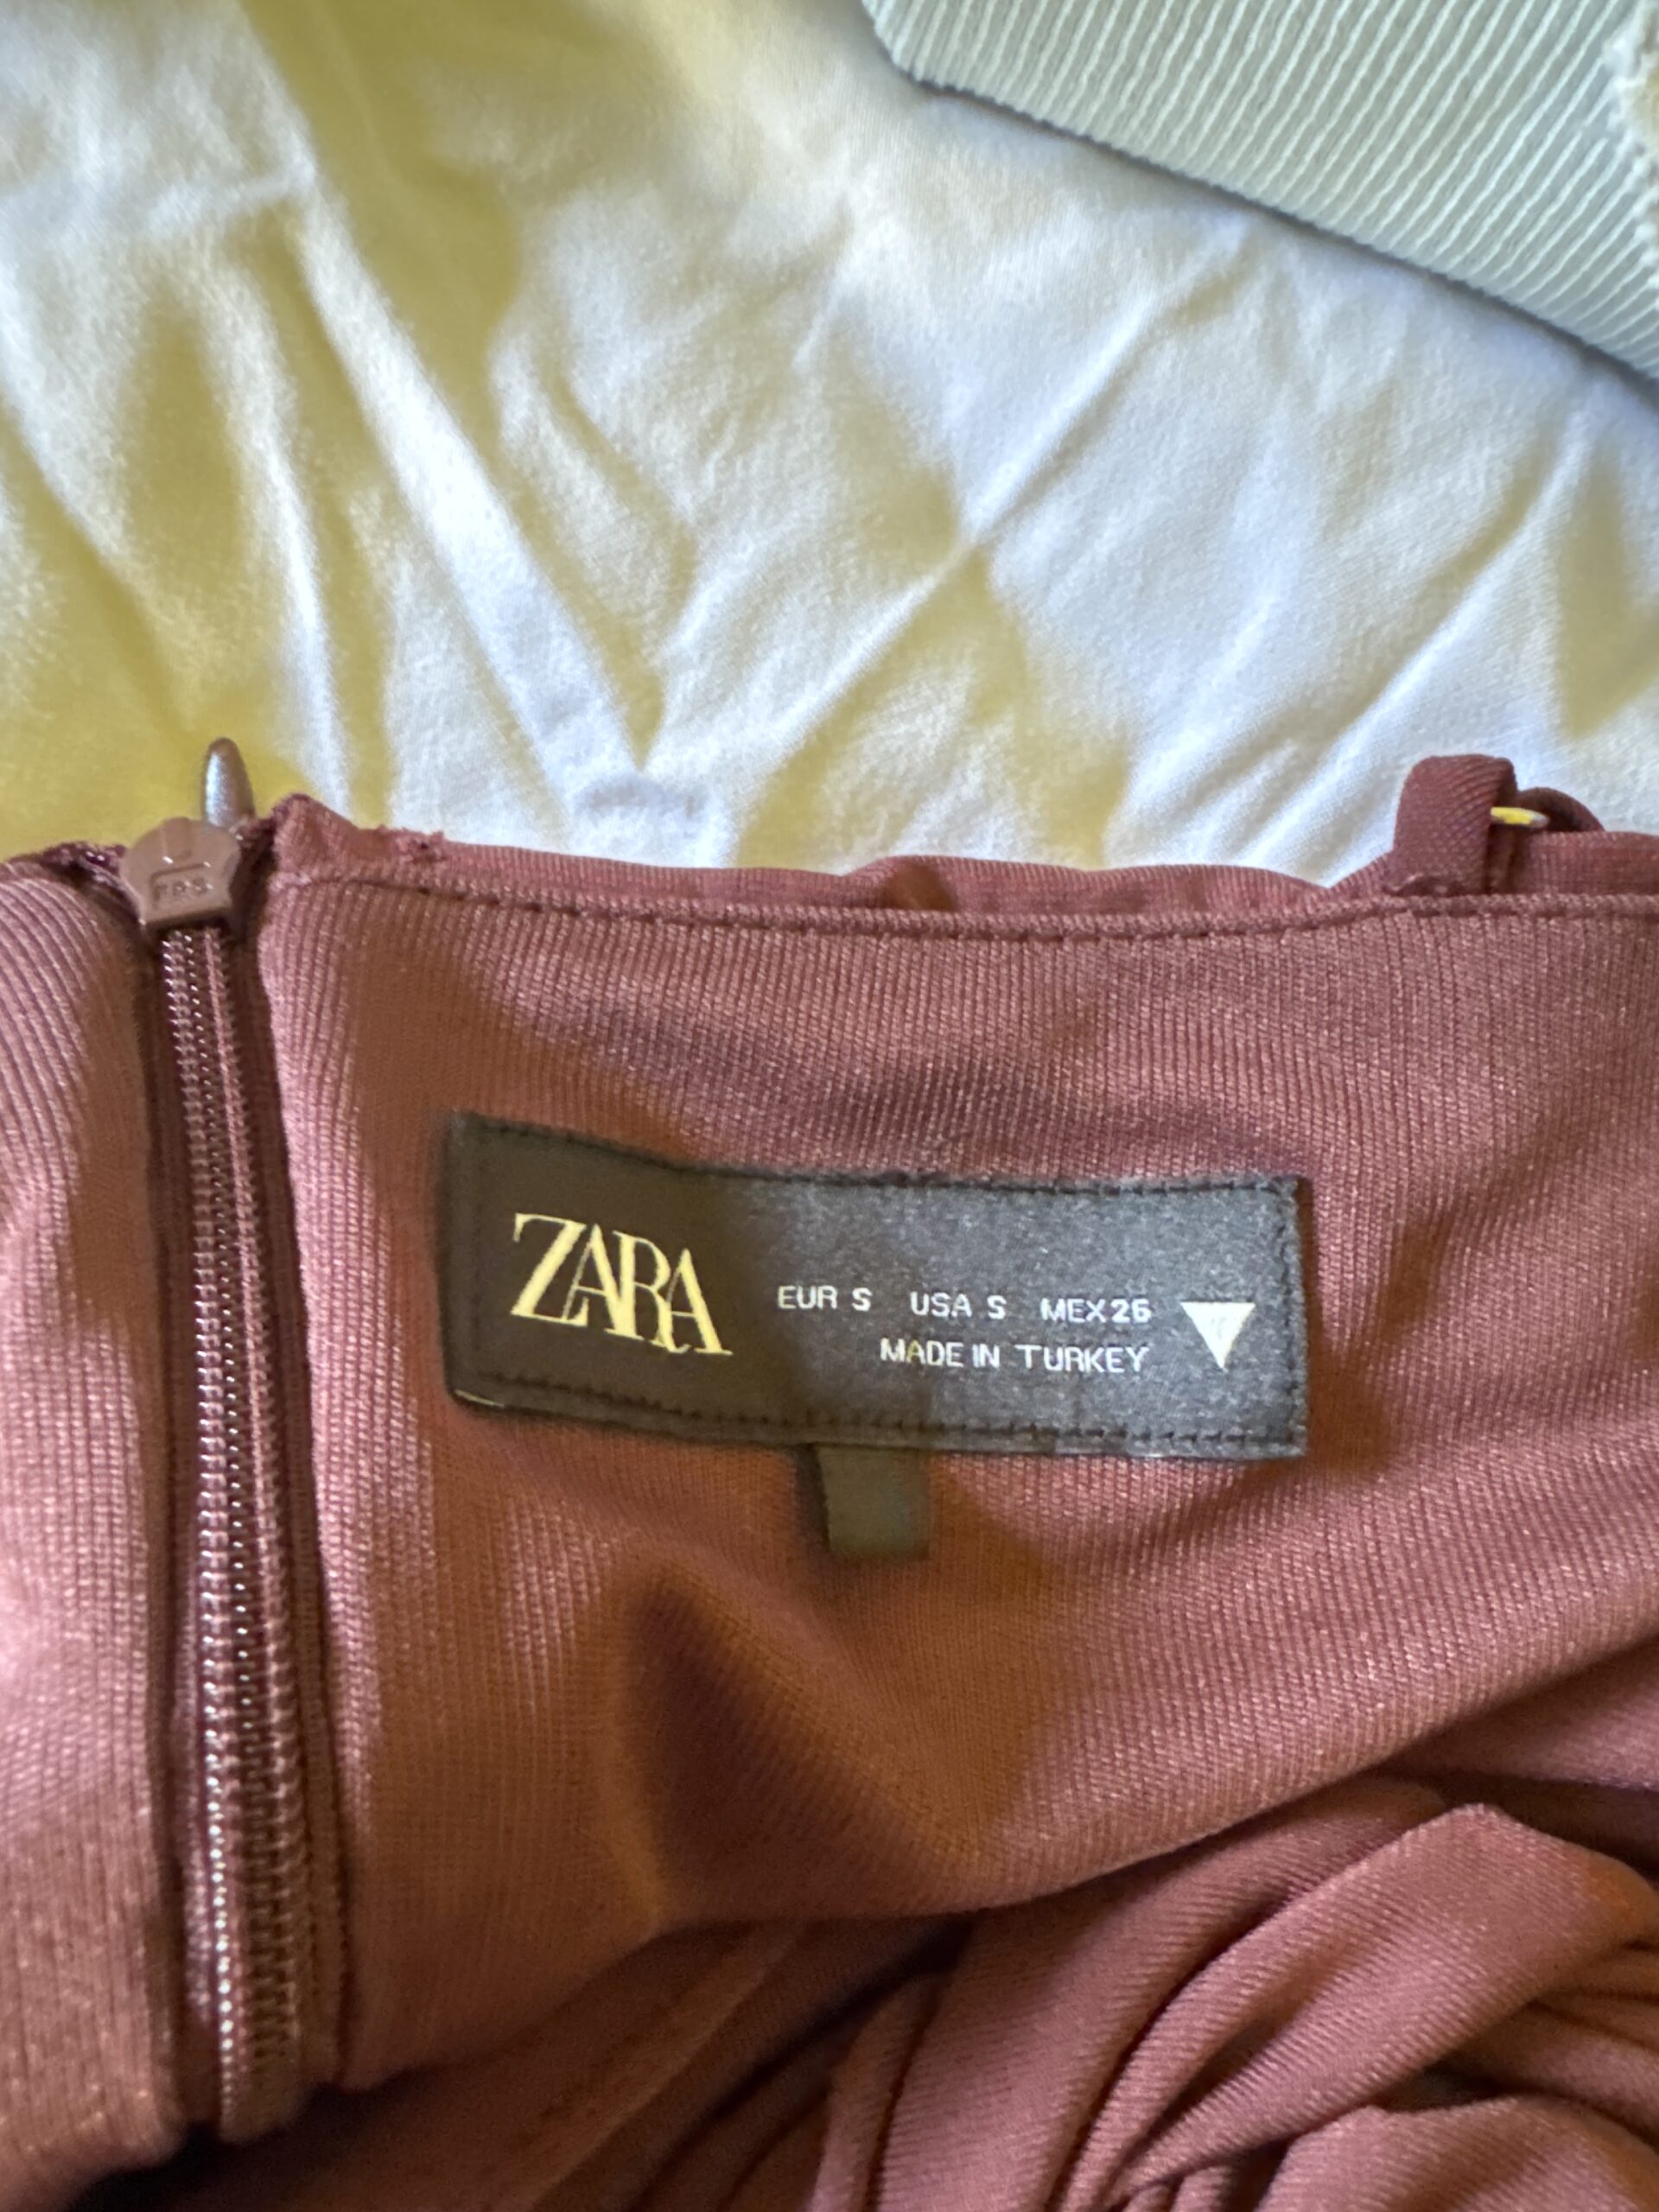 ZARA
EUR S USA S MEX 26
MADE IN TURKEY